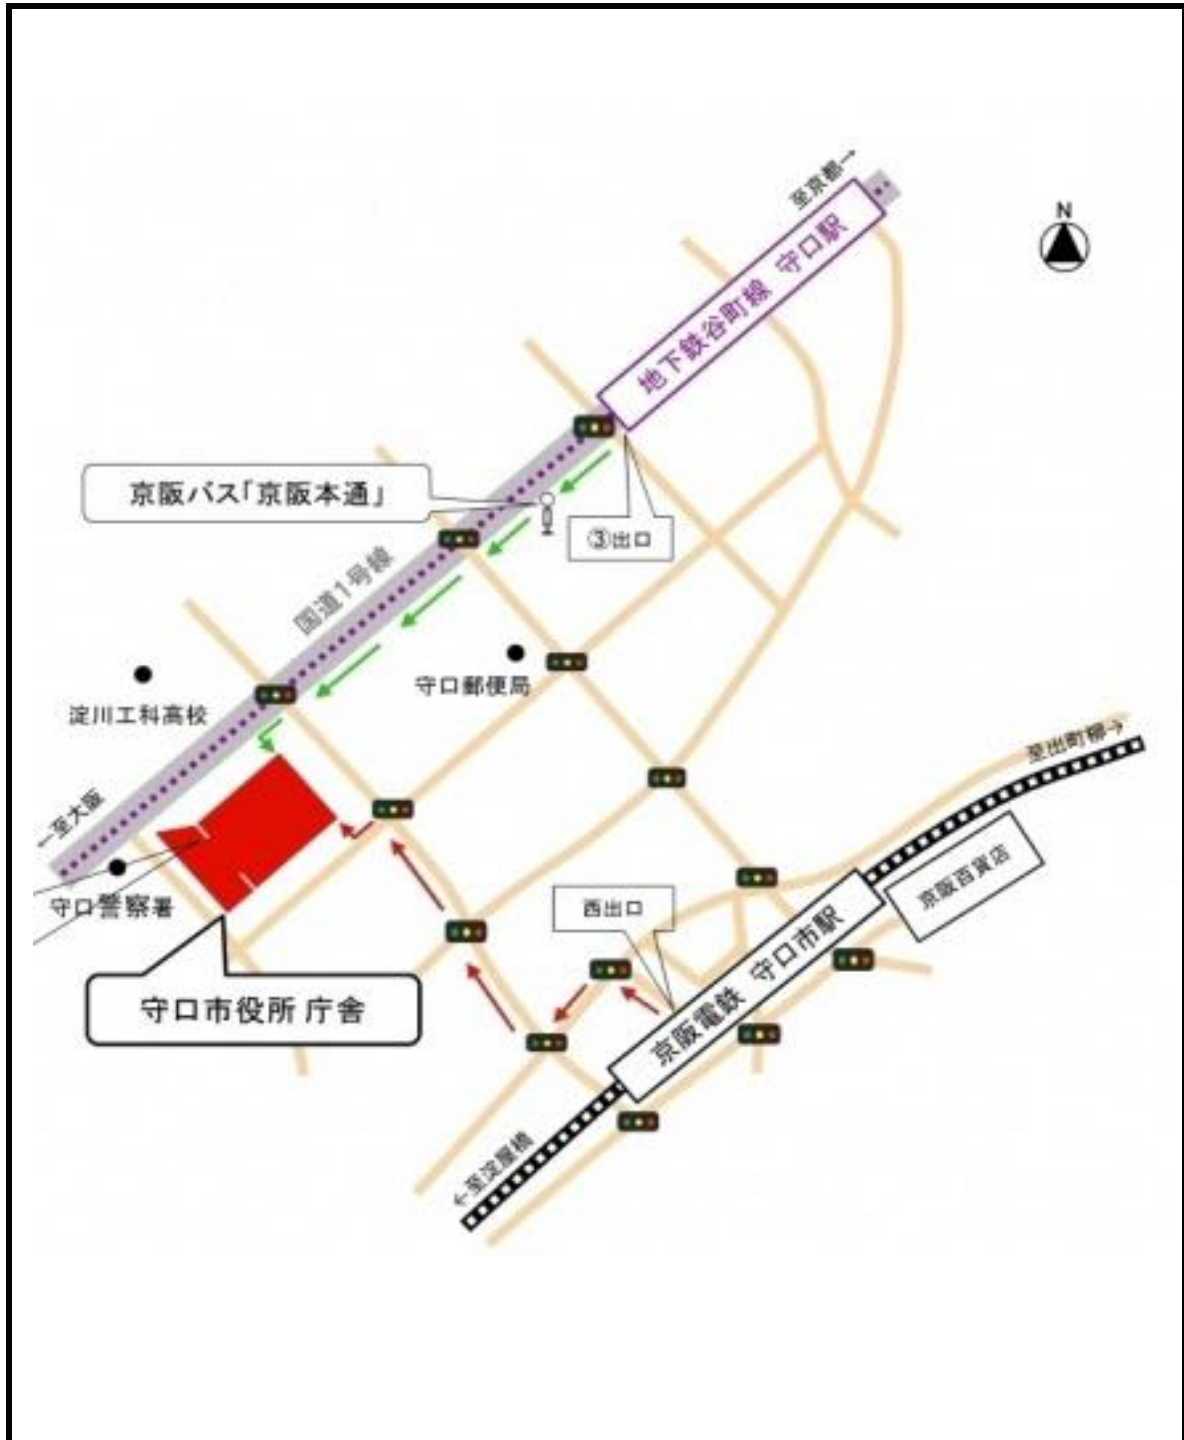 至京都→
N
地下鉄谷町線 守口駅
京阪バス「京阪本通」
③出口
国道1号線
守口郵便局
淀川工科高校
至出町柳→
←至大阪
京阪百貨店
守口警察署
西出口
京阪電鉄 守口市駅
守口市役所 庁舎
←至淀屋橋